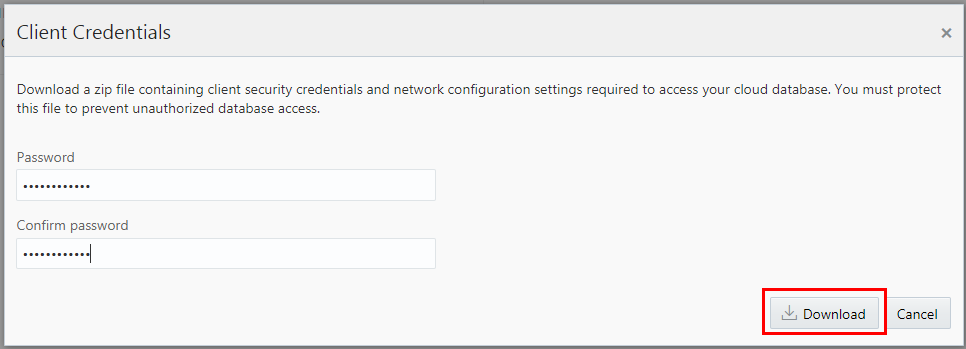 Client Credentials
Download a zip file containing client security credentials and network configuration settings required to access your cloud database. You must protect
this file to prevent unauthorized database access.
Password
••••••••••••
Confirm password
••••••••••••
Download
Cancel